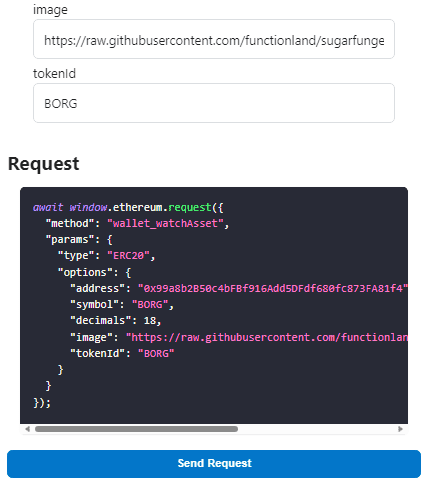 image
https://raw.githubusercontent.com/functionland/sugarfunge
tokenId
BORG
Request
await window.ethereum.request({
  "method": "wallet_watchAsset",
  "params": {
    "type": "ERC20",
    "options": {
      "address": "0x99a8b2B50c4bFBf916Add5DFdf680fc873FA81f4"
      "symbol": "BORG",
      "decimals": 18,
      "image": "https://raw.githubusercontent.com/functionlan
      "tokenId": "BORG"
    }
  }
});
Send Request